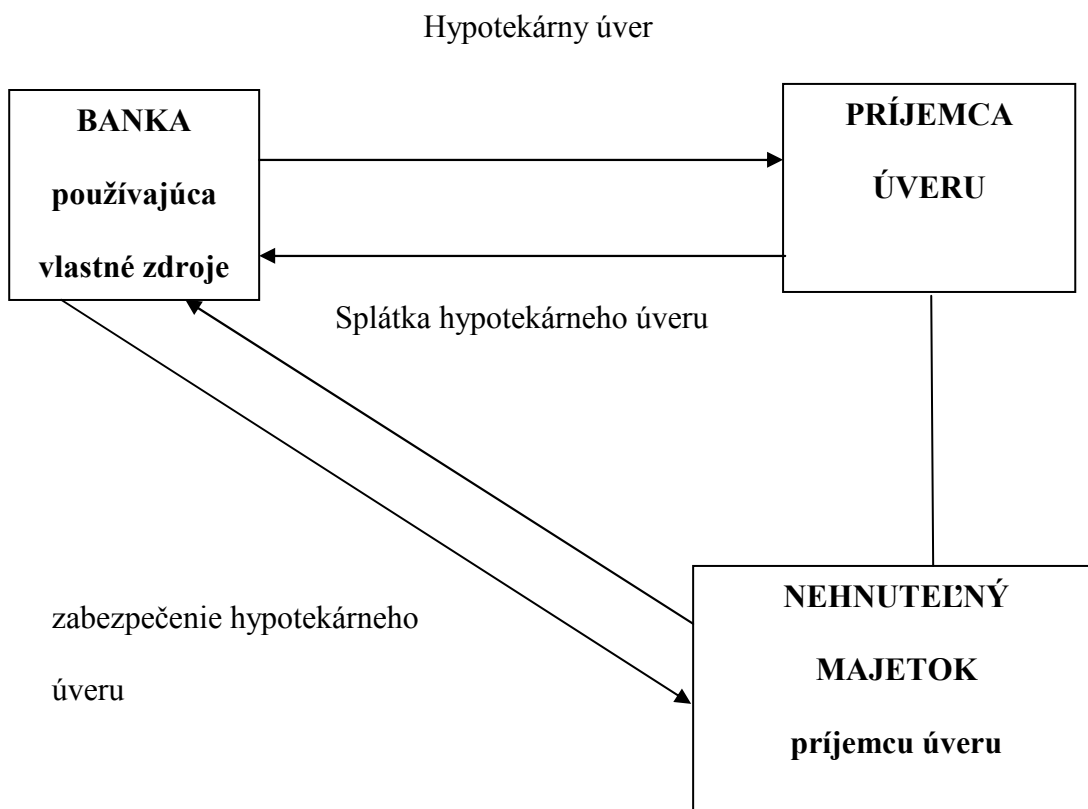 Hypotekárny úver
BANKA
používajúca
vlastné zdroje
PRÍJEMCA
ÚVERU
Splátka hypotekárneho úveru
zabezpečenie hypotekárneho
úveru
NEHNUTEĽNÝ
MAJETOK
príjemcu úveru